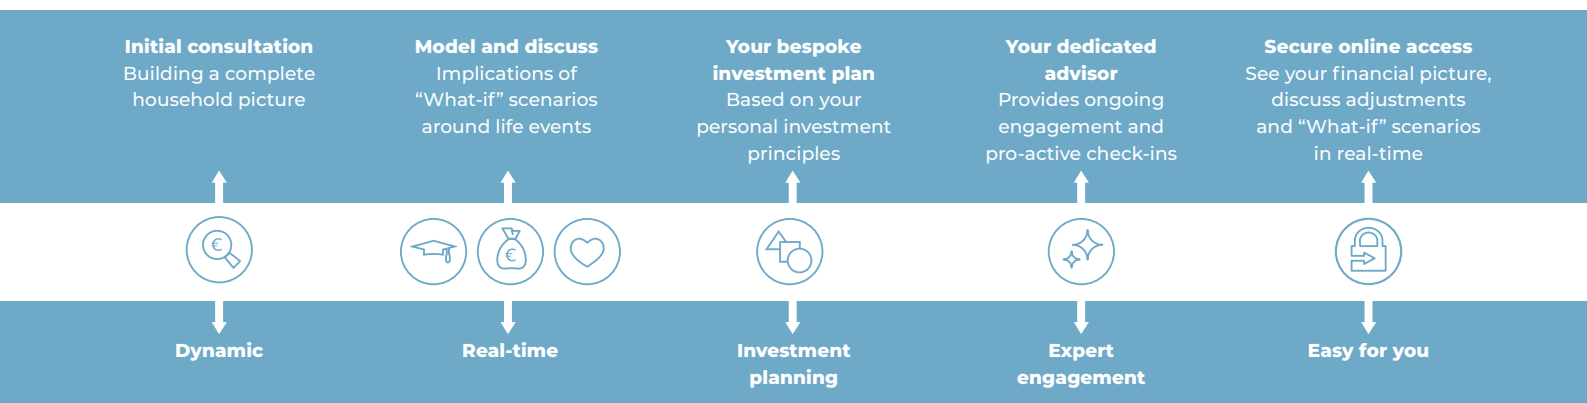 Initial consultation
Building a complete
household picture
Model and discuss
Implications of
“What-if” scenarios
around life events
Your bespoke
investment plan
Based on your
personal investment
principles
Your dedicated
advisor
Provides ongoing
engagement and
pro-active check-ins
Secure online access
See your financial picture,
discuss adjustments
and “What-if” scenarios
in real-time
€
€
Dynamic
Real-time
Investment
planning
Expert
engagement
Easy for you